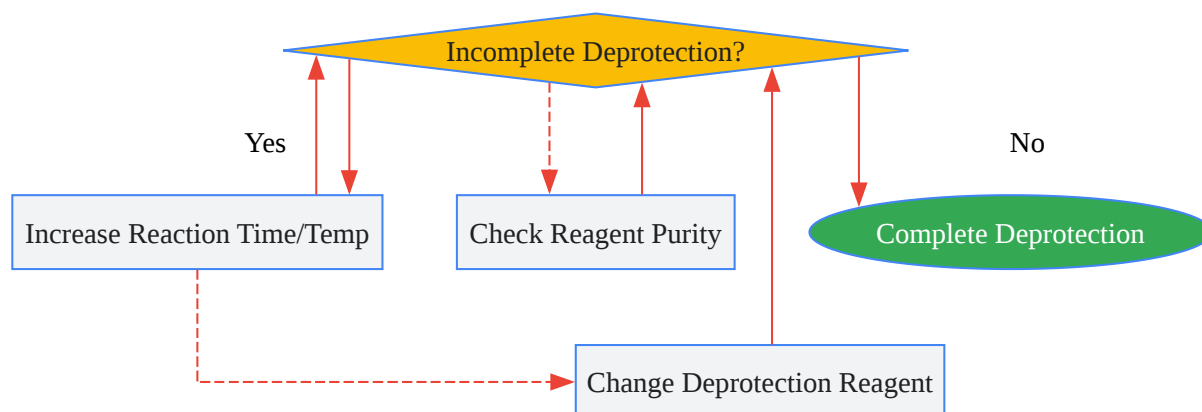 Incomplete Deprotection?
Yes
No
Increase Reaction Time/Temp
Check Reagent Purity
Complete Deprotection
Change Deprotection Reagent